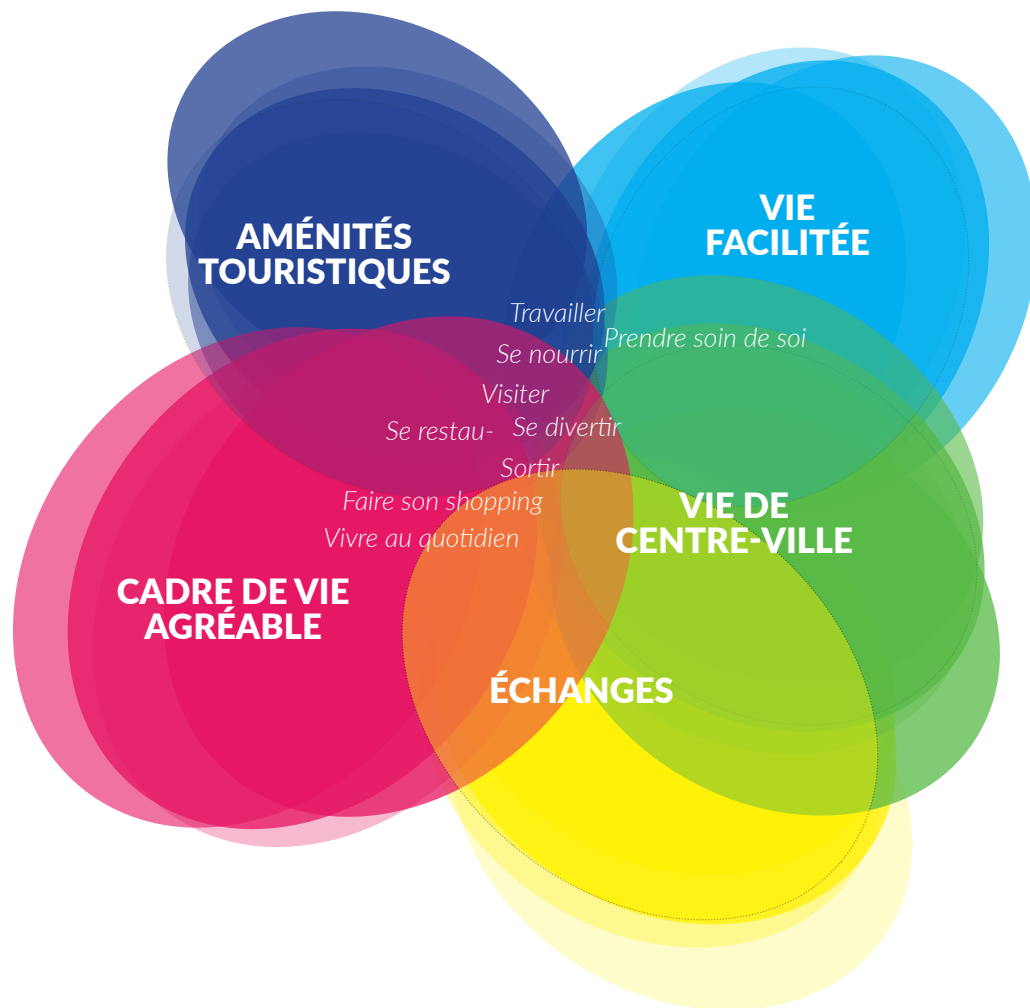 AMÉNITÉS
TOURISTIQUES
VIE
FACILITÉE
Travailler
Prendre soin de soi
Se nourrir
Visiter
Se restau-
Se divertir
Sortir
Faire son shopping
Vivre au quotidien
VIE DE
CENTRE-VILLE
CADRE DE VIE
AGRÉABLE
ÉCHANGES